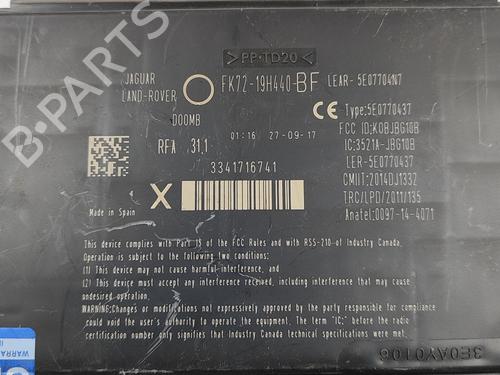 >PP-TD20<
JAGUAR
LAND-ROVER
FK72-19H440-BF
LEAR- 5E07704N7
D00MB
CE Type:5E0770437
RFA 31,1
01:16 27-09-17
FCC ID:KOBJBG10B
IC:3521A-JBG10B
3341716741
LER-5E0770437
CMIIT:2014DJ1332
X
TRC/LPD/2011/135
Made in Spain
Anatel:0097-14-4071
This device complies with Part 15 of the FCC Rules and with RSS-210 of Industry Canada.
Operation is subject to the following two conditions:
(1) This device may not cause harmful interference, and
(2) This device must accept any interference received, including interference that may
cause undesired operation.
WARNING:Changes or modifications not expressively approved by the party responsible for compliance
could void the user's authority to operate the equipment. The term "IC;" before the radio
certification number only signifies that Industry Canada technical specifications were met.
WARRA
3E0AY0106